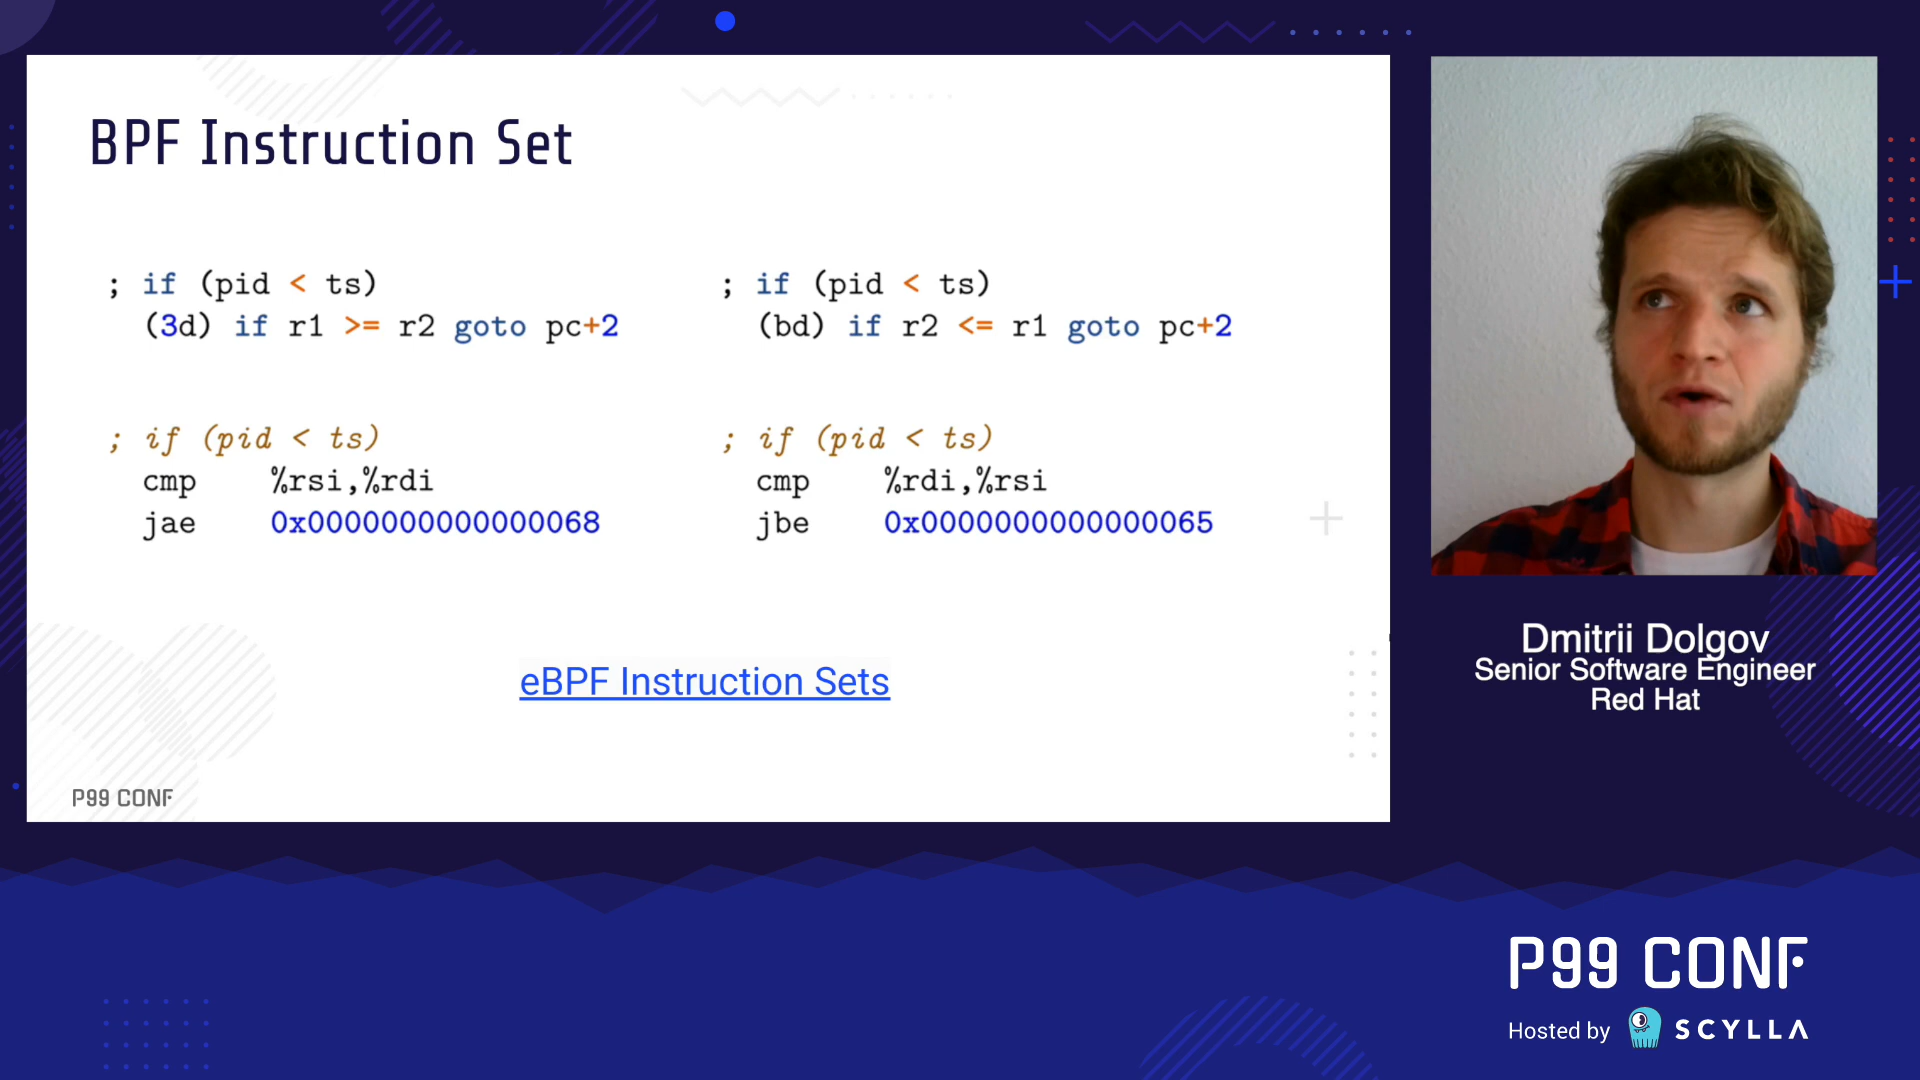 BPF Instruction Set
; if (pid < ts)
(3d) if r1 >= r2 goto pc+2
; if (pid < ts)
cmp %rsi,%rdi
jae 0x0000000000000068
; if (pid < ts)
(bd) if r2 <= r1 goto pc+2
; if (pid < ts)
cmp %rdi,%rsi
jbe 0x0000000000000065
eBPF Instruction Sets
P99 CONF
Dmitrii Dolgov
Senior Software Engineer
Red Hat
P99 CONF
Hosted by SCYLLA